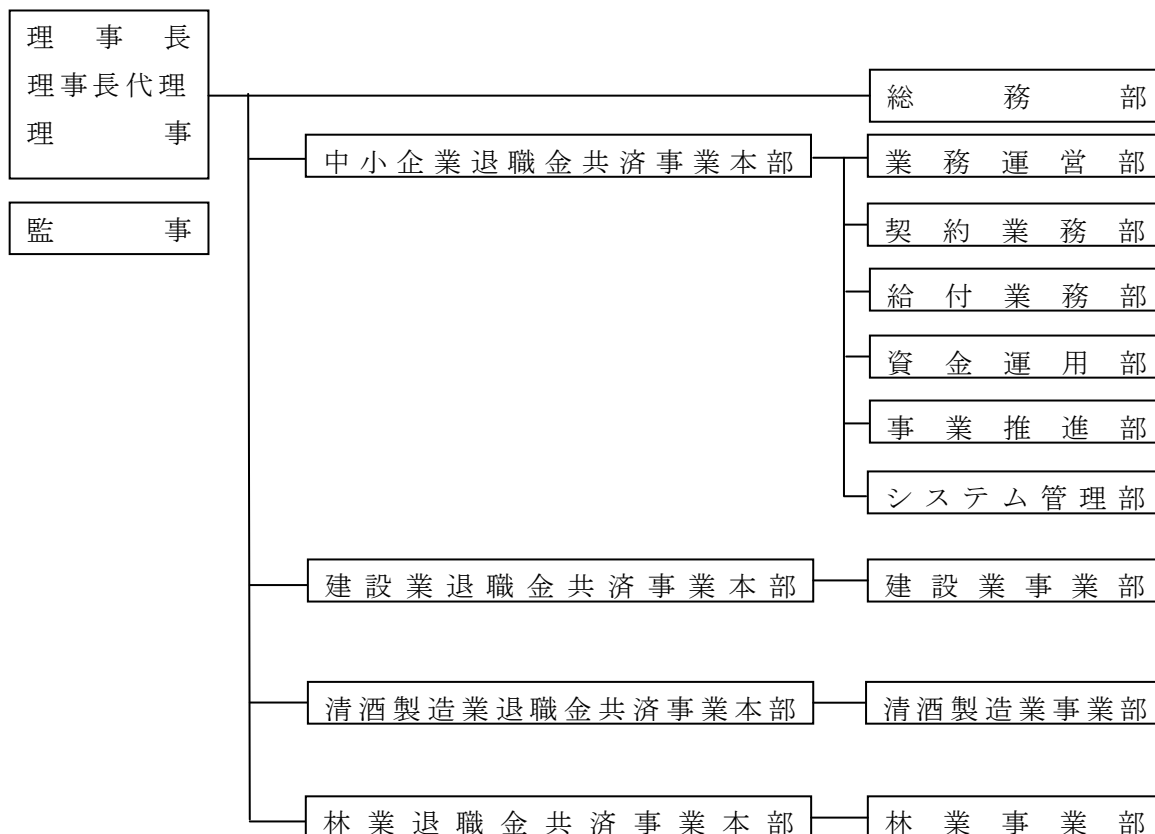 理事長
理事長代理
理事
監事
総務部
中小企業退職金共済事業本部
業務運営部
契約業務部
給付業務部
資金運用部
事業推進部
システム管理部
建設業退職金共済事業本部
建設業事業部
清酒製造業退職金共済事業本部
清酒製造業事業部
林業退職金共済事業本部
林業事業部